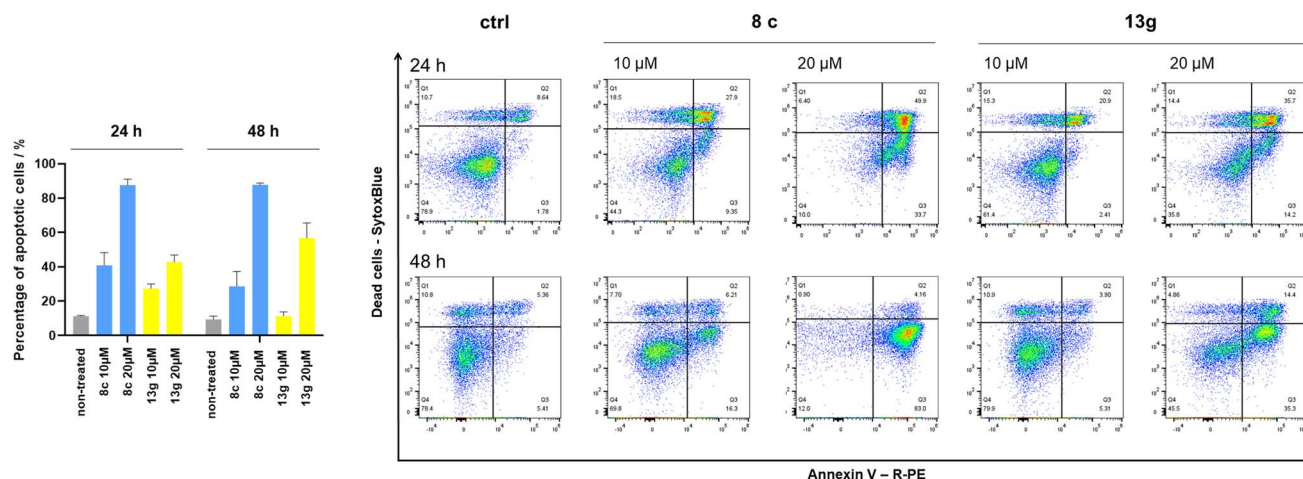 24 h 48 h
Percentage of apoptotic cells / %
100
80
60
40
20
0
non-treated
8c 10μM
8c 20μM
13g 10μM
13g 20μM
non-treated
8c 10μM
8c 20μM
13g 10μM
13g 20μM
ctrl 8 c 13g
Dead cells - SytoxBlue
24 h 10 μM 20 μM 10 μM 20 μM
Q1 10.7 Q2 8.64 Q4 78.9 Q3 1.78
Q1 18.5 Q2 27.9 Q4 44.3 Q3 9.35
Q1 6.40 Q2 49.9 Q4 10.0 Q3 33.7
Q1 15.3 Q2 20.9 Q4 61.4 Q3 2.41
Q1 14.4 Q2 35.7 Q4 35.8 Q3 14.2
48 h
Q1 10.8 Q2 5.36 Q4 78.4 Q3 5.41
Q1 7.70 Q2 6.21 Q4 69.8 Q3 16.3
Q1 0.90 Q2 4.16 Q4 12.0 Q3 83.0
Q1 10.9 Q2 3.90 Q4 79.9 Q3 5.31
Q1 4.86 Q2 14.4 Q4 45.5 Q3 35.3
Annexin V – R-PE